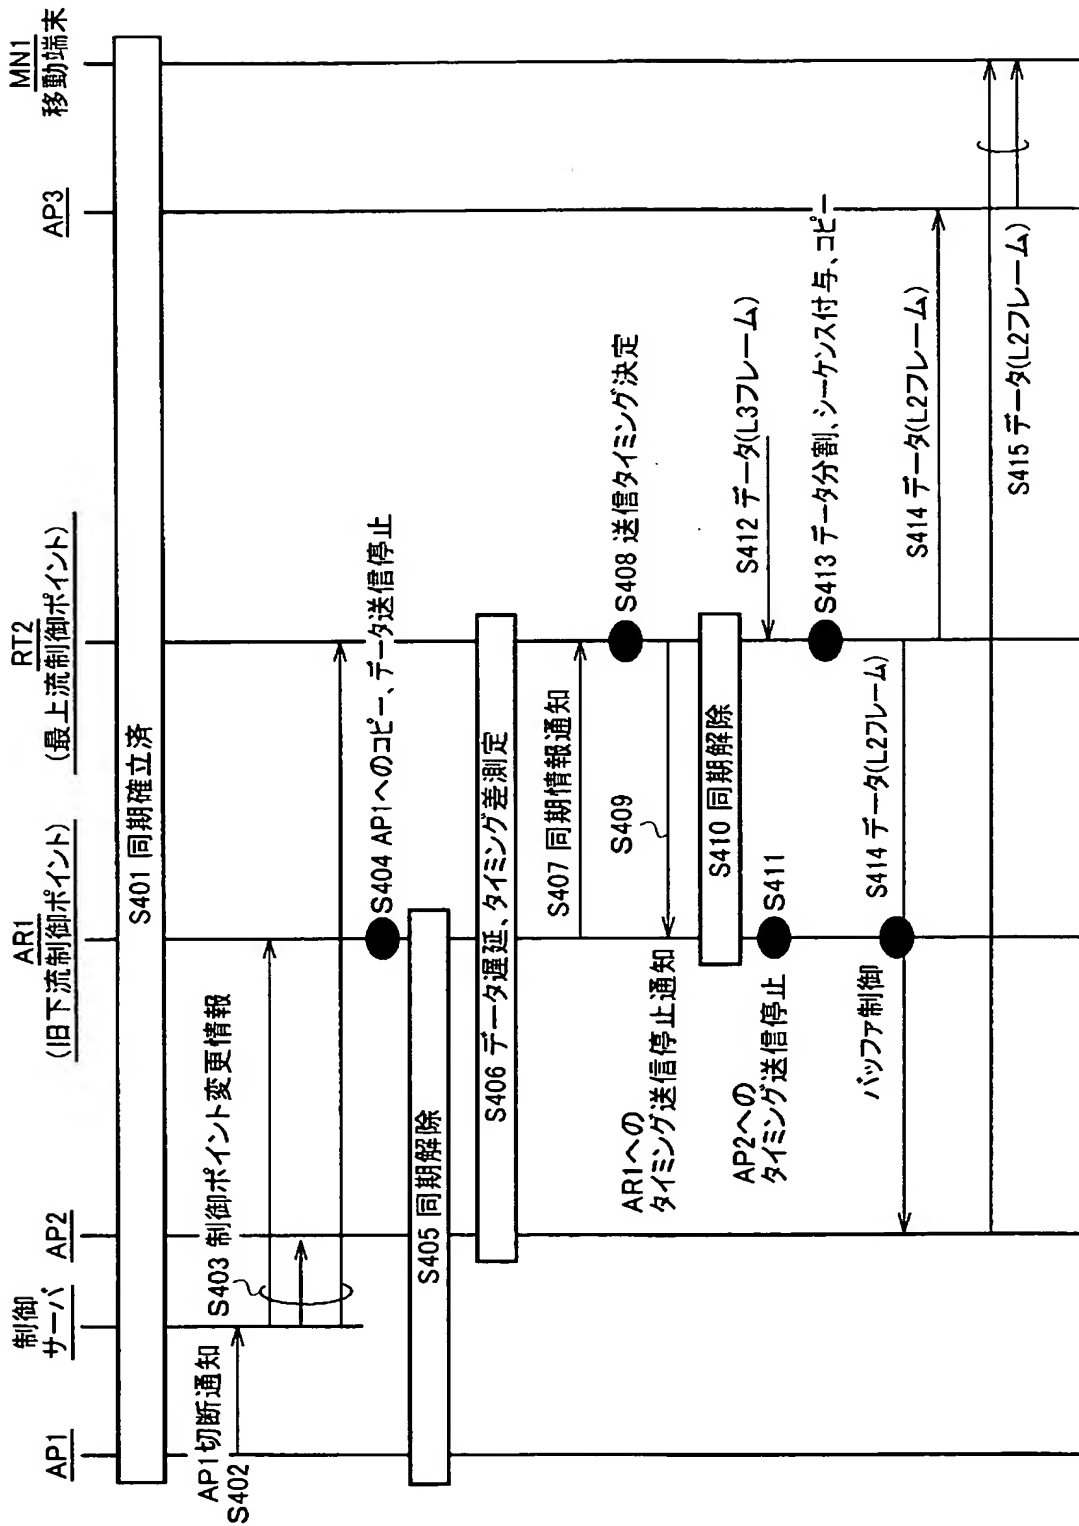 AP1
制御
サーバ
AP2
AR1
(旧下流制御ポイント)
RT2
(最上流制御ポイント)
AP3
MN1
移動端末
S401 同期確立済
AP1切断通知
S402
S403 制御ポイント変更情報
S404 AP1へのコピー、データ送信停止
S405 同期解除
S406 データ遅延、タイミング差測定
S407 同期情報通知
S408 送信タイミング決定
AR1への
タイミング送信停止通知
S409
S410 同期解除
AP2への
タイミング送信停止
S411
S412 データ(L3フレーム)
S413 データ分割、シーケンス付与、コピー
バッファ制御
S414 データ(L2フレーム)
S414 データ(L2フレーム)
S415 データ(L2フレーム)